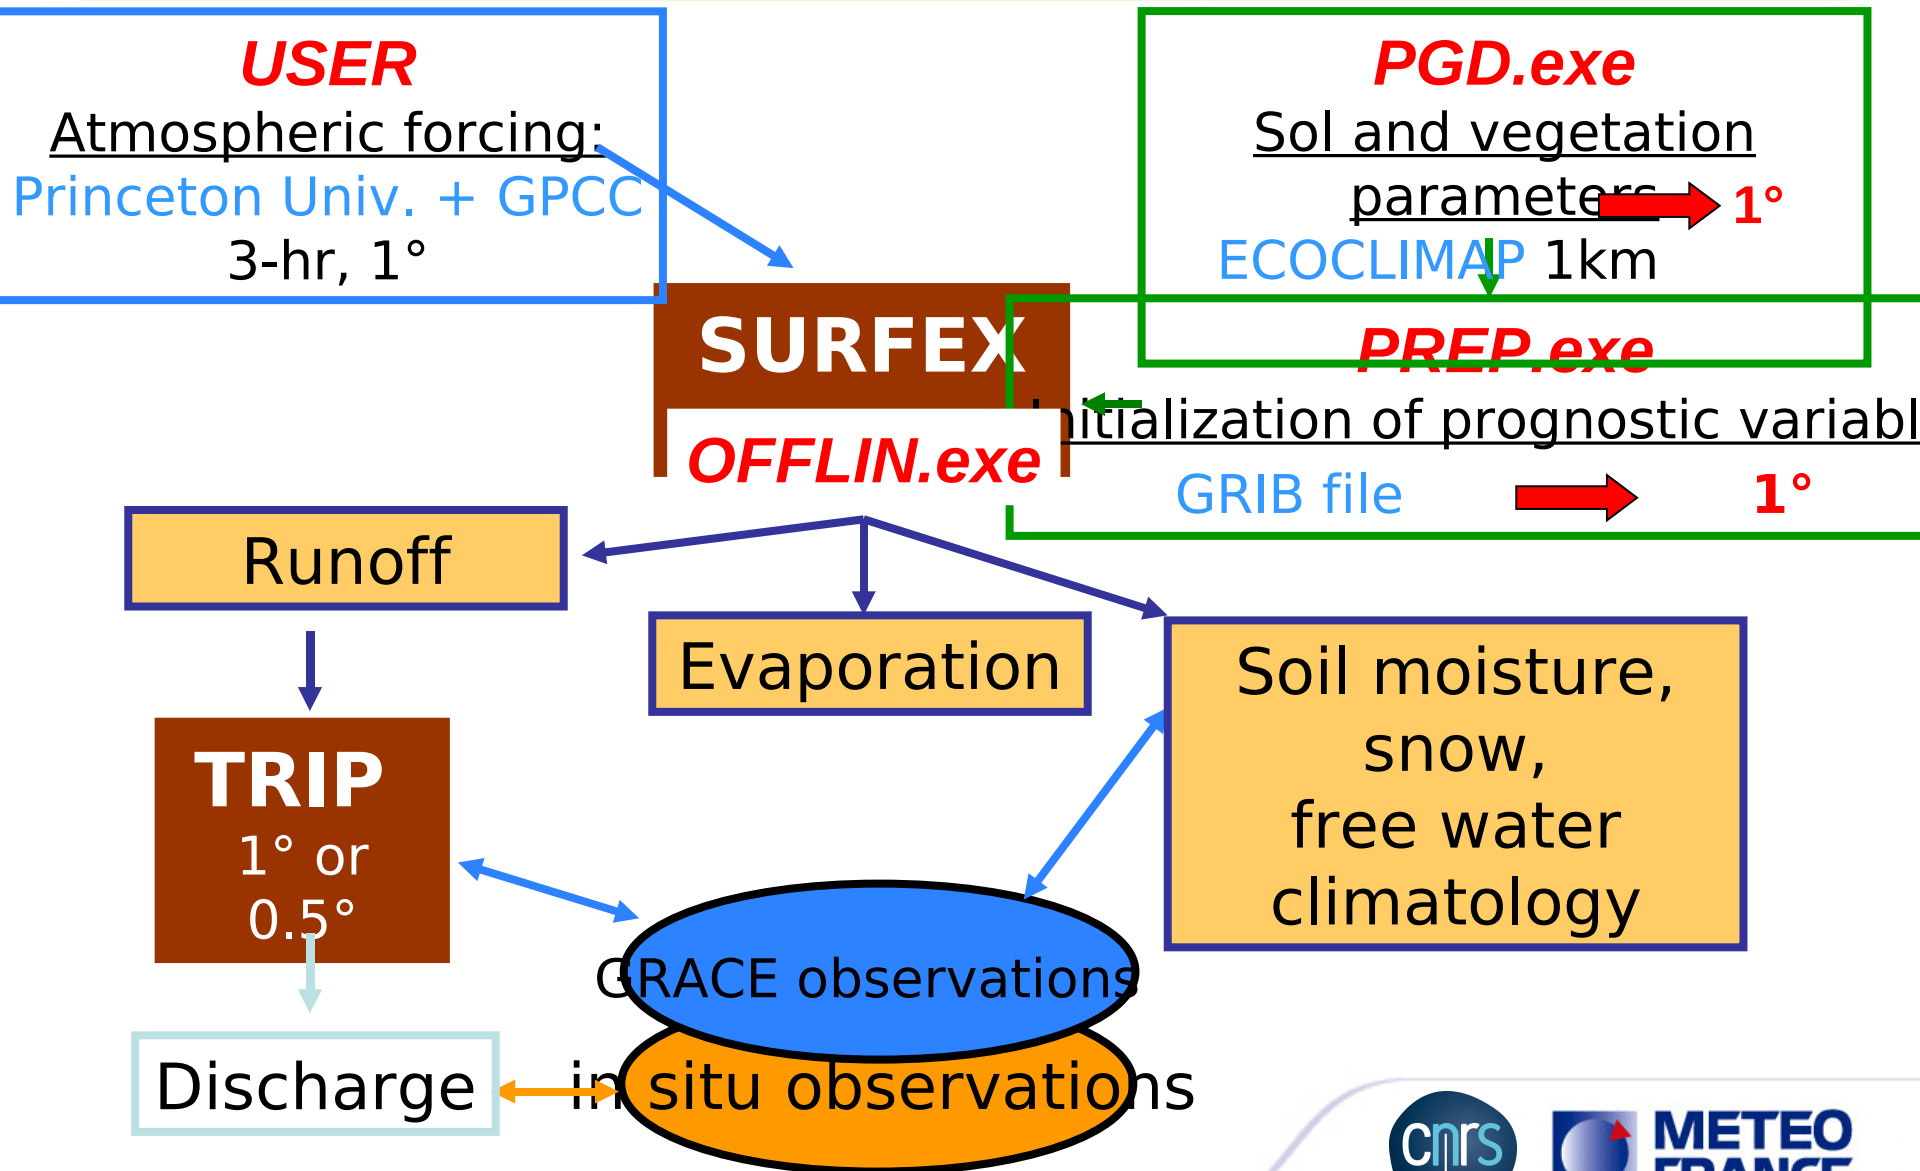 USER
Atmospheric forcing:
Princeton Univ. + GPCC
3-hr, 1°
PGD.exe
Sol and vegetation
parameters 1°
ECOCLIMAP 1km
SURFEX
OFFLIN.exe
PREP.exe
Initialization of prognostic variabl
GRIB file 1°
Runoff
Evaporation
Soil moisture,
snow,
free water
climatology
TRIP
1° or
0.5°
GRACE observations
Discharge
in situ observations
cnrs
METEO
FRANCE